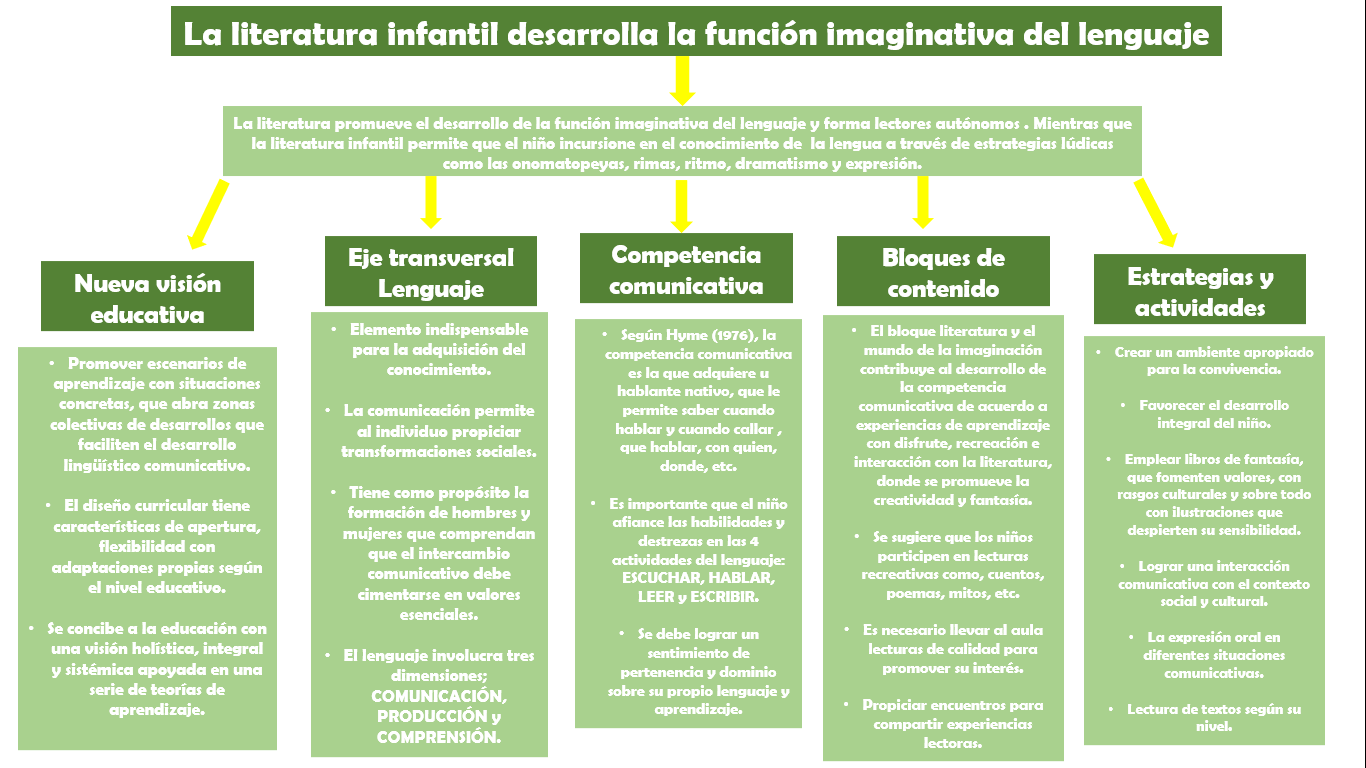 La literatura infantil desarrolla la función imaginativa del lenguaje
La literatura promueve el desarrollo de la función imaginativa del lenguaje y forma lectores autónomos . Mientras que
la literatura infantil permite que el niño incursione en el conocimiento de la lengua a través de estrategias lúdicas
como las onomatopeyas, rimas, ritmo, dramatismo y expresión.
Nueva visión
educativa
• Promover escenarios de
aprendizaje con situaciones
concretas, que abra zonas
colectivas de desarrollos que
faciliten el desarrollo
lingüístico comunicativo.
• El diseño curricular tiene
características de apertura,
flexibilidad con
adaptaciones propias según
el nivel educativo.
• Se concibe a la educación con
una visión holística, integral
y sistémica apoyada en una
serie de teorías de
aprendizaje.
Eje transversal
Lenguaje
• Elemento indispensable
para la adquisición del
conocimiento.
• La comunicación permite
al individuo propiciar
transformaciones sociales.
• Tiene como propósito la
formación de hombres y
mujeres que comprendan
que el intercambio
comunicativo debe
cimentarse en valores
esenciales.
• El lenguaje involucra tres
dimensiones;
COMUNICACIÓN,
PRODUCCIÓN y
COMPRENSIÓN.
Competencia
comunicativa
• Según Hyme (1976), la
competencia comunicativa
es la que adquiere u
hablante nativo, que le
permite saber cuando
hablar y cuando callar ,
que hablar, con quien,
donde, etc.
• Es importante que el niño
afiance las habilidades y
destrezas en las 4
actividades del lenguaje:
ESCUCHAR, HABLAR,
LEER y ESCRIBIR.
• Se debe lograr un
sentimiento de
pertenencia y dominio
sobre su propio lenguaje y
aprendizaje.
Bloques de
contenido
• El bloque literatura y el
mundo de la imaginación
contribuye al desarrollo de
la competencia
comunicativa de acuerdo a
experiencias de aprendizaje
con disfrute, recreación e
interacción con la literatura,
donde se promueve la
creatividad y fantasía.
• Se sugiere que los niños
participen en lecturas
recreativas como, cuentos,
poemas, mitos, etc.
• Es necesario llevar al aula
lecturas de calidad para
promover su interés.
• Propiciar encuentros para
compartir experiencias
lectoras.
Estrategias y
actividades
• Crear un ambiente apropiado
para la convivencia.
• Favorecer el desarrollo
integral del niño.
• Emplear libros de fantasía,
que fomenten valores, con
rasgos culturales y sobre todo
con ilustraciones que
despierten su sensibilidad.
• Lograr una interacción
comunicativa con el contexto
social y cultural.
• La expresión oral en
diferentes situaciones
comunicativas.
• Lectura de textos según su
nivel.